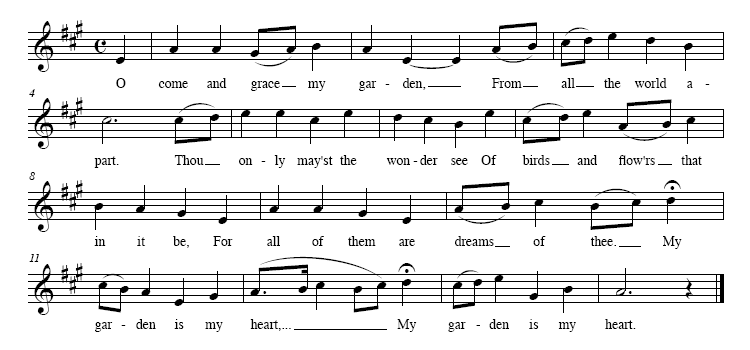 O come and grace my gar - den, From all the world a -
4
part. Thou on - ly may'st the won - der see Of birds and flow'rs that
8
in it be, For all of them are dreams of thee. My
11
gar - den is my heart,... My gar - den is my heart.